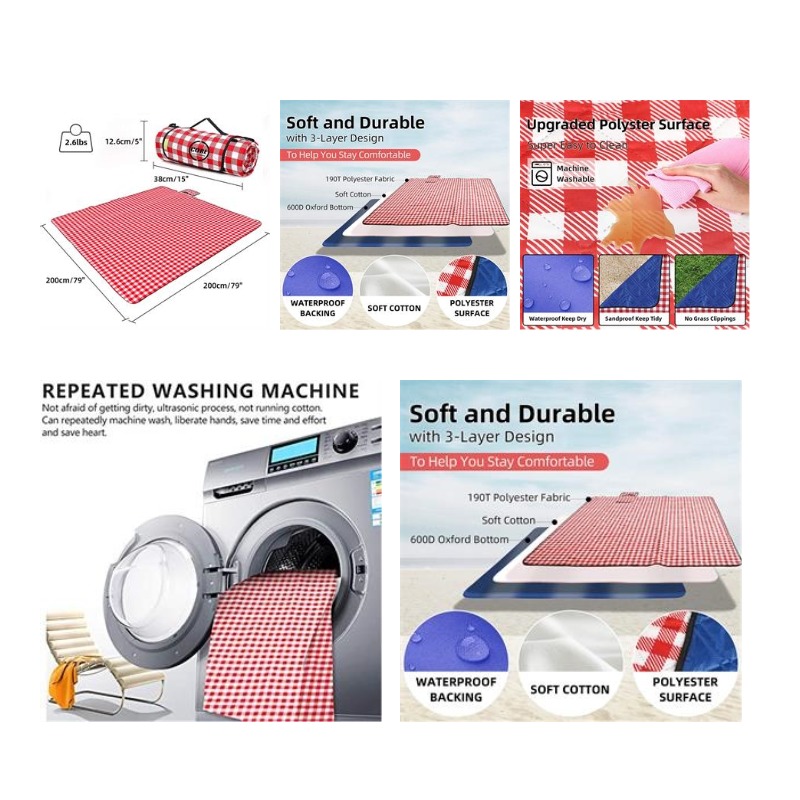 2.6lbs
12.6cm/5"
38cm/15"
200cm/79"
200cm/79"
Soft and Durable
with 3-Layer Design
To Help You Stay Comfortable
190T Polyester Fabric
Soft Cotton
600D Oxford Bottom
WATERPROOF
BACKING
SOFT COTTON
POLYESTER
SURFACE
Upgraded Polyster Surface
Super Easy to Clean
Machine
Washable
Waterproof Keep Dry
Sandproof Keep Tidy
No Grass Clippings
REPEATED WASHING MACHINE
Not afraid of getting dirty, ultrasonic process, not running cotton.
Can repeatedly machine wash, liberate hands, save time and effort
and save heart.
Soft and Durable
with 3-Layer Design
To Help You Stay Comfortable
190T Polyester Fabric
Soft Cotton
600D Oxford Bottom
WATERPROOF
BACKING
SOFT COTTON
POLYESTER
SURFACE